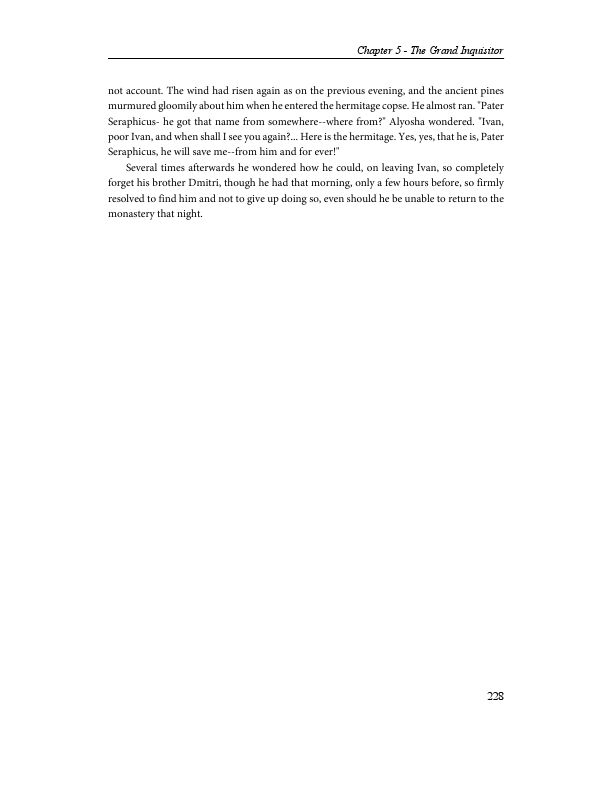 Chapter 5 - The Grand Inquisitor
not account. The wind had risen again as on the previous evening, and the ancient pines
murmured gloomily about him when he entered the hermitage copse. He almost ran. "Pater
Seraphicus- he got that name from somewhere--where from?" Alyosha wondered. "Ivan,
poor Ivan, and when shall I see you again?... Here is the hermitage. Yes, yes, that he is, Pater
Seraphicus, he will save me--from him and for ever!"
Several times afterwards he wondered how he could, on leaving Ivan, so completely
forget his brother Dmitri, though he had that morning, only a few hours before, so firmly
resolved to find him and not to give up doing so, even should he be unable to return to the
monastery that night.
228